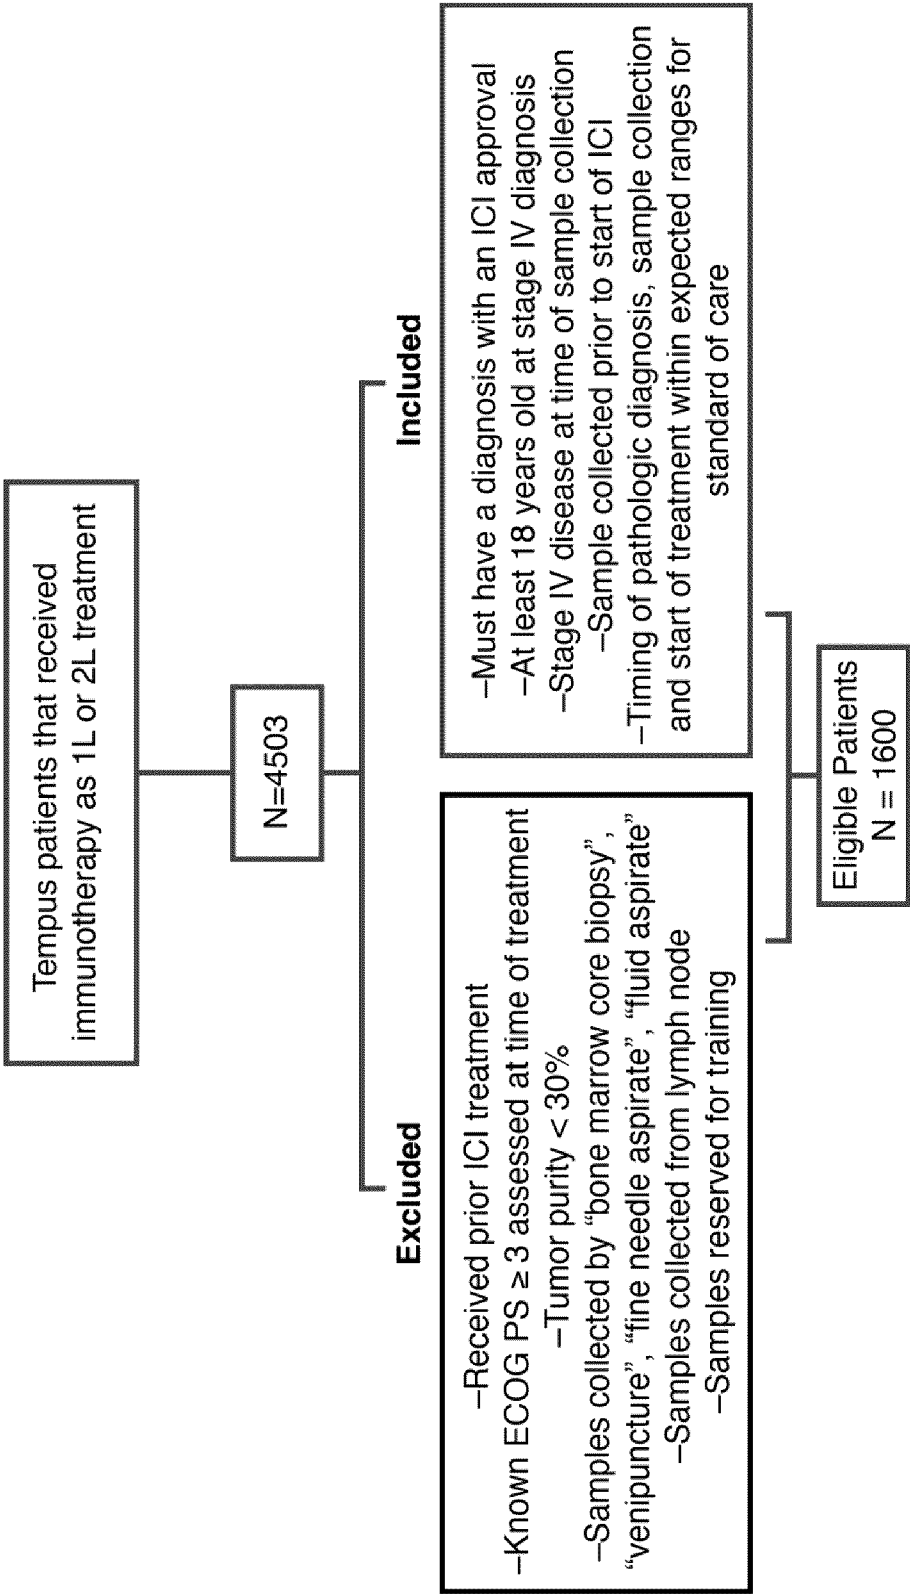 Tempus patients that received
immunotherapy as 1L or 2L treatment
N=4503
Excluded
–Received prior ICI treatment
–Known ECOG PS ≥ 3 assessed at time of treatment
–Tumor purity < 30%
–Samples collected by “bone marrow core biopsy”,
“venipuncture”, “fine needle aspirate”, “fluid aspirate”
–Samples collected from lymph node
–Samples reserved for training
Included
–Must have a diagnosis with an ICI approval
–At least 18 years old at stage IV diagnosis
–Stage IV disease at time of sample collection
–Sample collected prior to start of ICI
–Timing of pathologic diagnosis, sample collection
and start of treatment within expected ranges for
standard of care
Eligible Patients
N = 1600